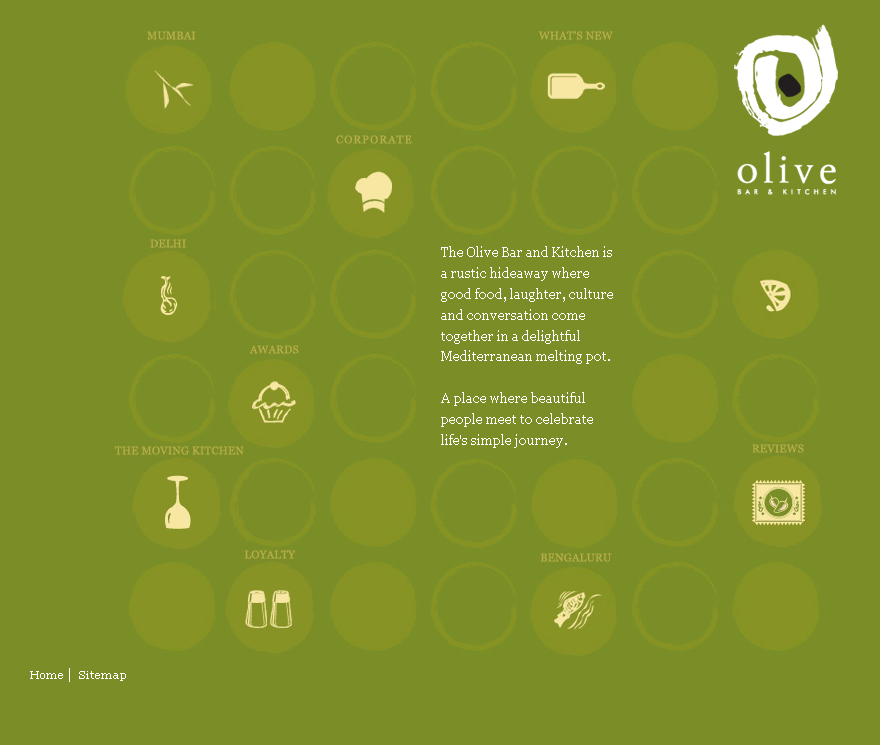 MUMBAI
WHAT'S NEW
CORPORATE
olive
BAR & KITCHEN
DELHI
The Olive Bar and Kitchen is
a rustic hideaway where
good food, laughter, culture
and conversation come
together in a delightful
Mediterranean melting pot.
A place where beautiful
people meet to celebrate
life's simple journey.
AWARDS
THE MOVING KITCHEN
REVIEWS
LOYALTY
BENGALURU
Home | Sitemap